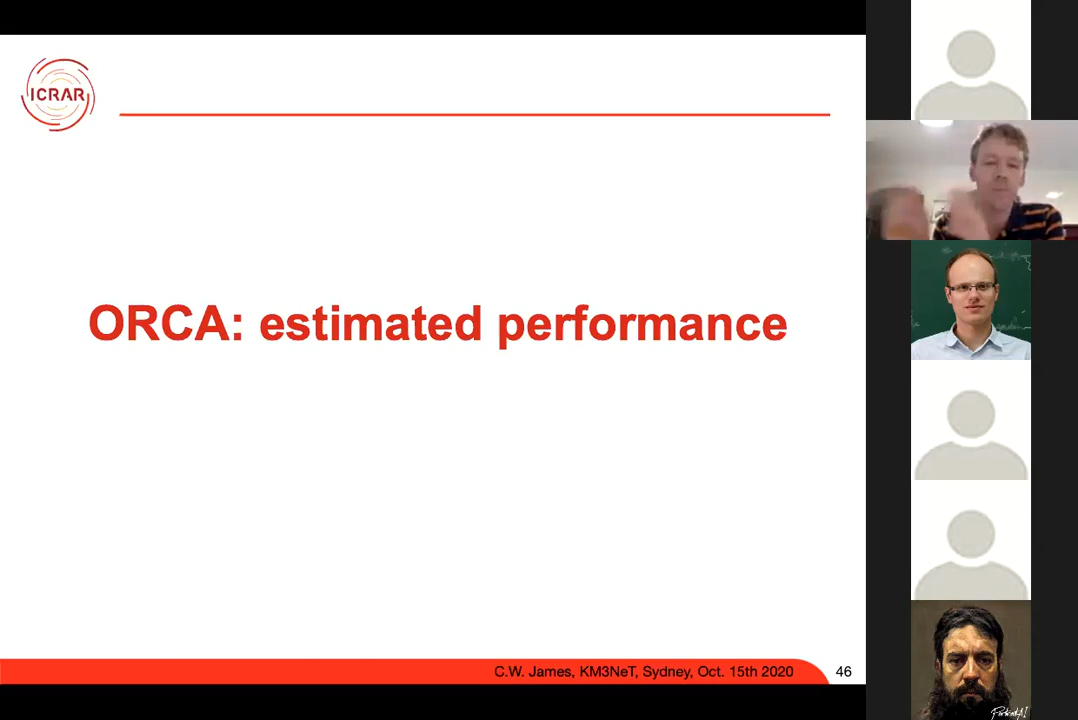 ICRAR
ORCA: estimated performance
C.W. James, KM3NeT, Sydney, Oct. 15th 2020
46